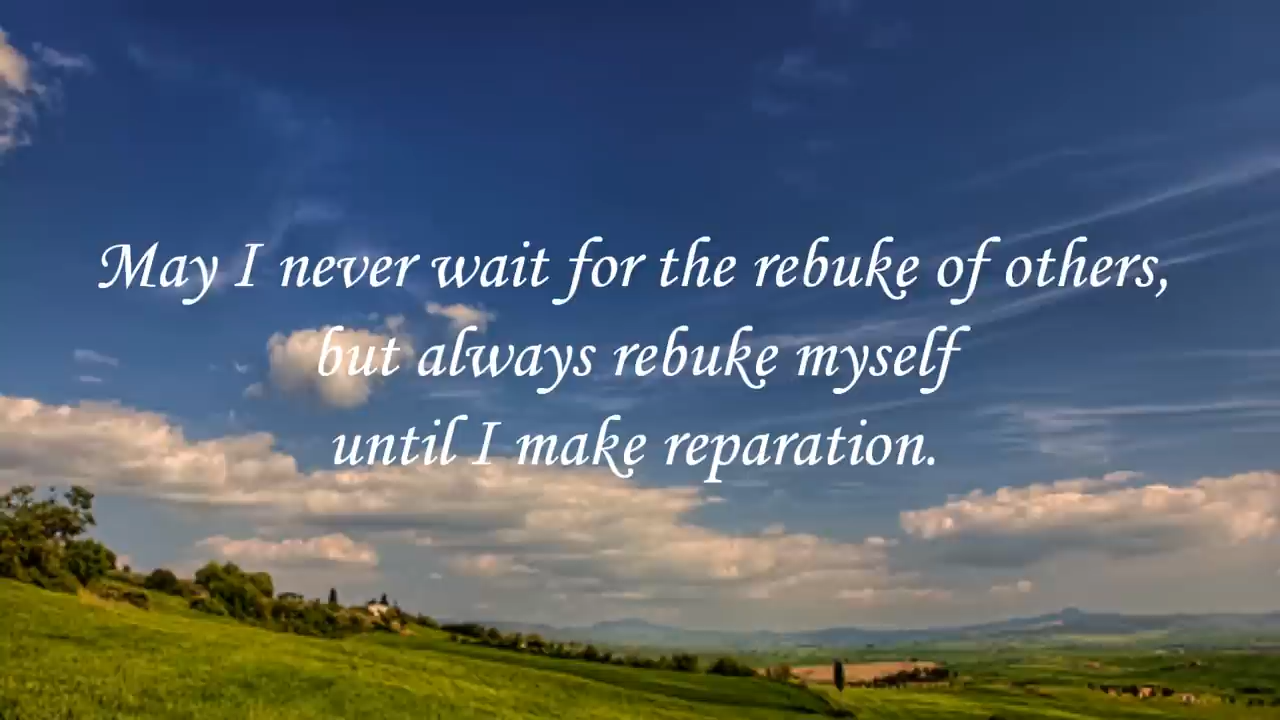 May I never wait for the rebuke of others,
but always rebuke myself
until I make reparation.